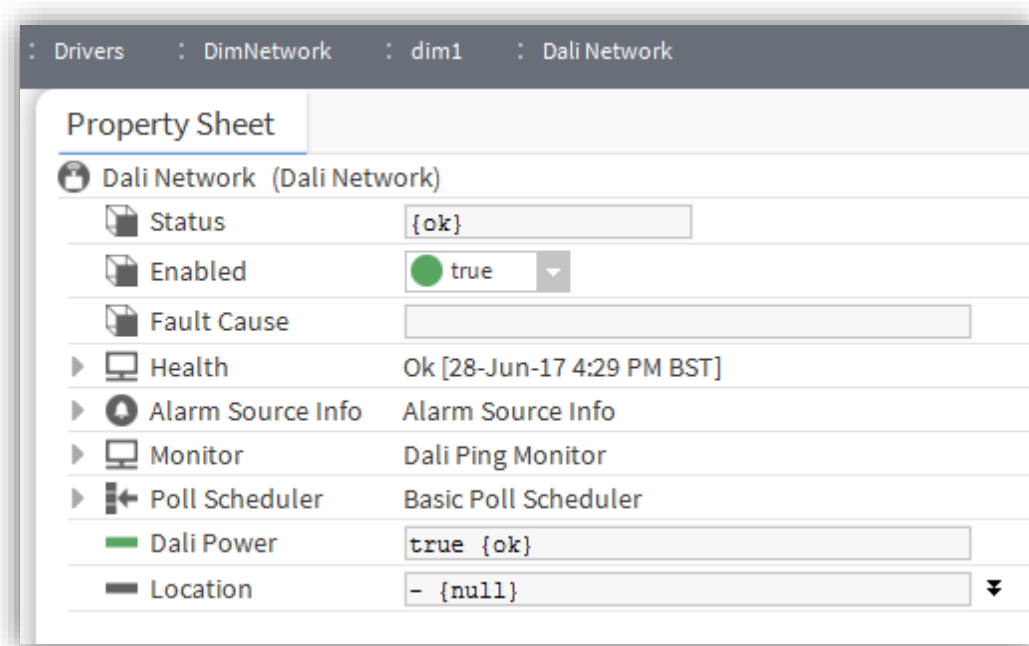 : Drivers : DimNetwork : dim1 : Dali Network
Property Sheet
Dali Network (Dali Network)
Status {ok}
Enabled true
Fault Cause
Health Ok [28-Jun-17 4:29 PM BST]
Alarm Source Info Alarm Source Info
Monitor Dali Ping Monitor
Poll Scheduler Basic Poll Scheduler
Dali Power true {ok}
Location - {null}